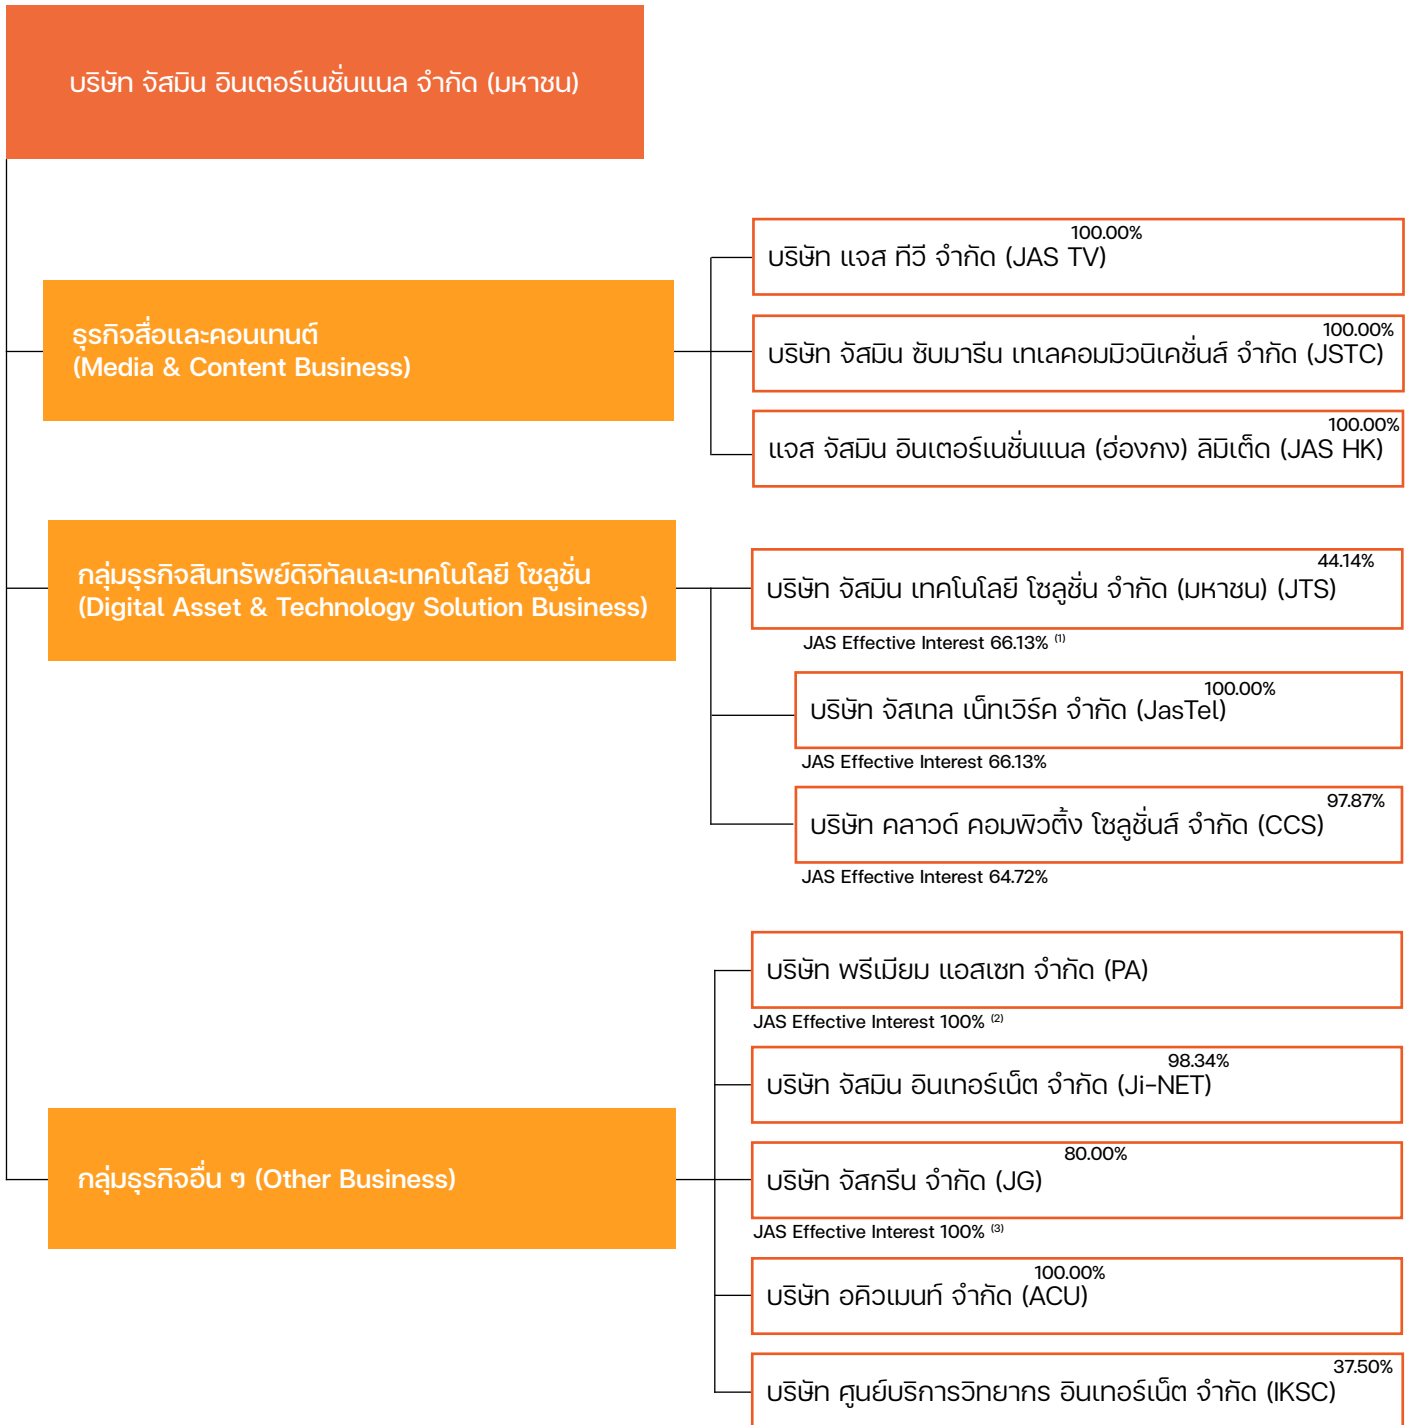 บริษัท จัสมิน อินเตอร์เนชั่นแนล จำกัด (มหาชน)
ธุรกิจสื่อและคอนเทนต์
(Media & Content Business)
100.00%
บริษัท แจส ทีวี จำกัด (JAS TV)
100.00%
บริษัท จัสมิน ซับมารีน เทเลคอมมิวนิเคชั่นส์ จำกัด (JSTC)
100.00%
แจส จัสมิน อินเตอร์เนชั่นแนล (ฮ่องกง) ลิมิเต็ด (JAS HK)
กลุ่มธุรกิจสินทรัพย์ดิจิทัลและเทคโนโลยี โซลูชั่น
(Digital Asset & Technology Solution Business)
44.14%
บริษัท จัสมิน เทคโนโลยี โซลูชั่น จำกัด (มหาชน) (JTS)
JAS Effective Interest 66.13% (1)
100.00%
บริษัท จัสเทล เน็ทเวิร์ค จำกัด (JasTel)
JAS Effective Interest 66.13%
97.87%
บริษัท คลาวด์ คอมพิวติ้ง โซลูชั่นส์ จำกัด (CCS)
JAS Effective Interest 64.72%
กลุ่มธุรกิจอื่น ๆ (Other Business)
บริษัท พรีเมียม แอสเซท จำกัด (PA)
JAS Effective Interest 100% (2)
98.34%
บริษัท จัสมิน อินเทอร์เน็ต จำกัด (Ji-NET)
80.00%
บริษัท จัสกรีน จำกัด (JG)
JAS Effective Interest 100% (3)
100.00%
บริษัท อคิวเมนท์ จำกัด (ACU)
37.50%
บริษัท ศูนย์บริการวิทยากร อินเทอร์เน็ต จำกัด (IKSC)